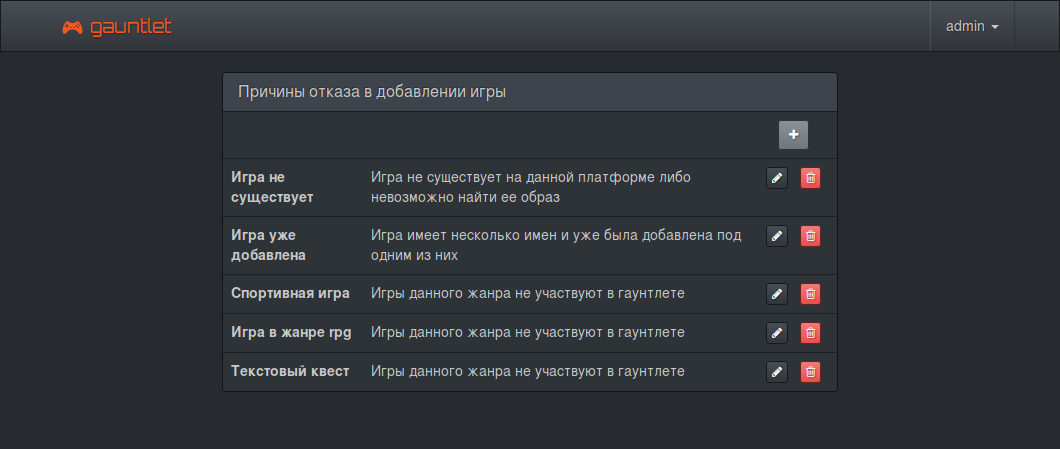 gauntlet
admin
Причины отказа в добавлении игры
Игра не
существует
Игра не существует на данной платформе либо
невозможно найти ее образ
Игра уже
добавлена
Игра имеет несколько имен и уже была добавлена под
одним из них
Спортивная игра
Игры данного жанра не участвуют в гаунтлете
Игра в жанре rpg
Игры данного жанра не участвуют в гаунтлете
Текстовый квест
Игры данного жанра не участвуют в гаунтлете